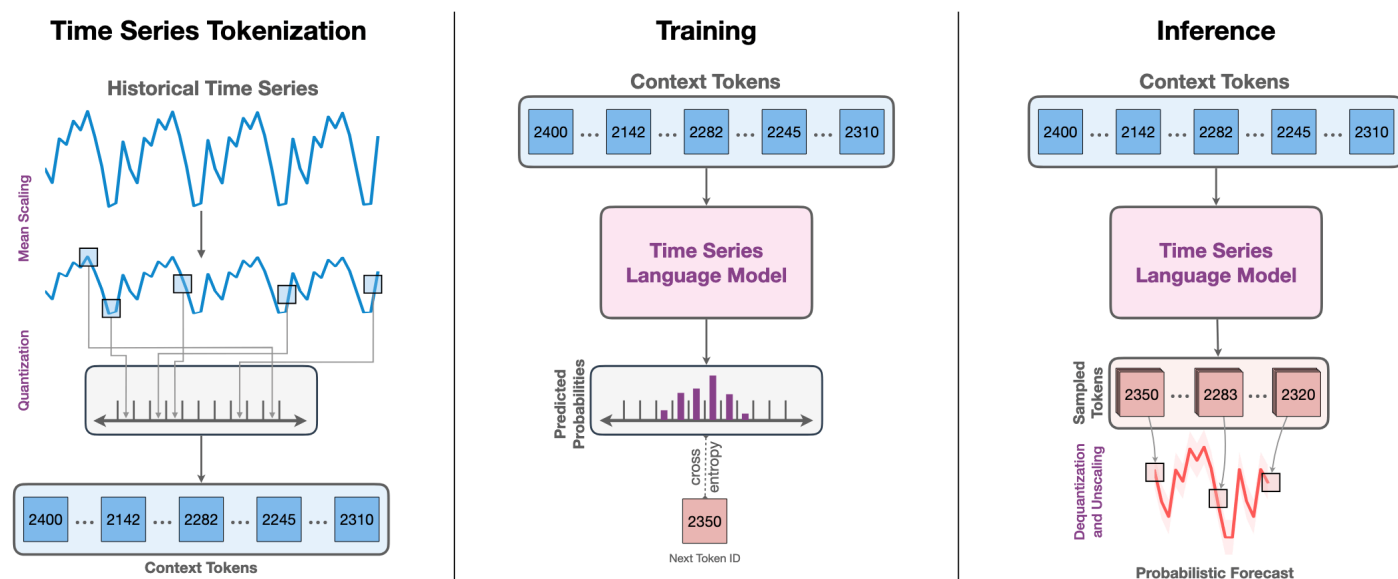 Time Series Tokenization
Historical Time Series
Mean Scaling
Quantization
2400 ... 2142 ... 2282 ... 2245 ... 2310
Context Tokens
Training
Context Tokens
2400 ... 2142 ... 2282 ... 2245 ... 2310
Time Series
Language Model
Predicted
Probabilities
cross
entropy
2350
Next Token ID
Inference
Context Tokens
2400 ... 2142 ... 2282 ... 2245 ... 2310
Time Series
Language Model
Sampled
Tokens
2350 ... 2283 ... 2320
Dequantization
and Unscaling
Probabilistic Forecast